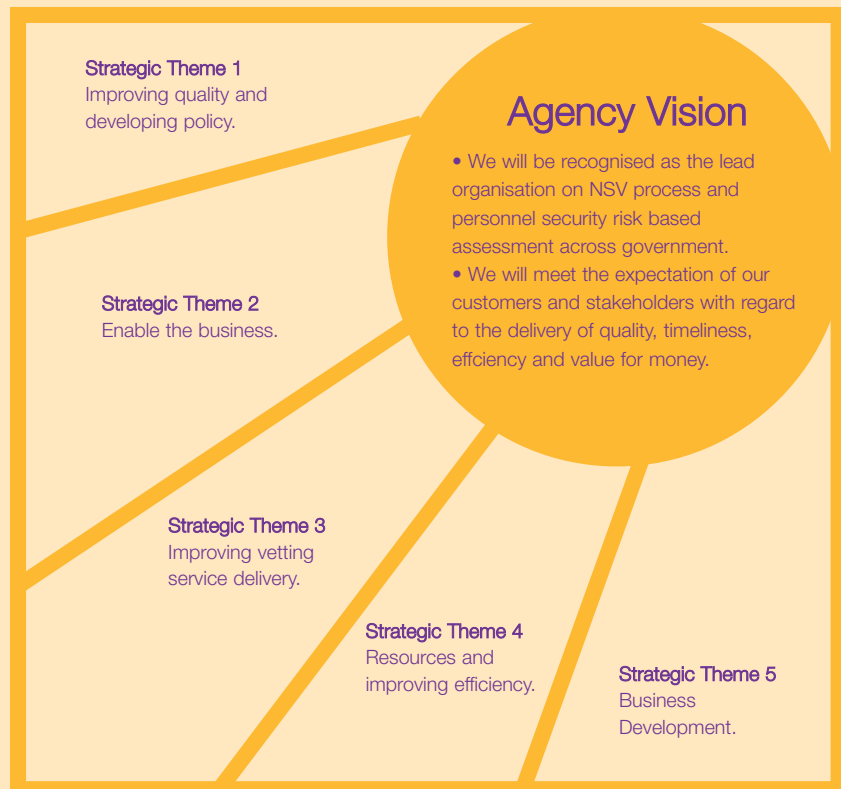 Strategic Theme 1
Improving quality and
developing policy.
Agency Vision
• We will be recognised as the lead
organisation on NSV process and
personnel security risk based
assessment across government.
• We will meet the expectation of our
customers and stakeholders with regard
to the delivery of quality, timeliness,
effciency and value for money.
Strategic Theme 2
Enable the business.
Strategic Theme 3
Improving vetting
service delivery.
Strategic Theme 4
Resources and
improving efficiency.
Strategic Theme 5
Business
Development.